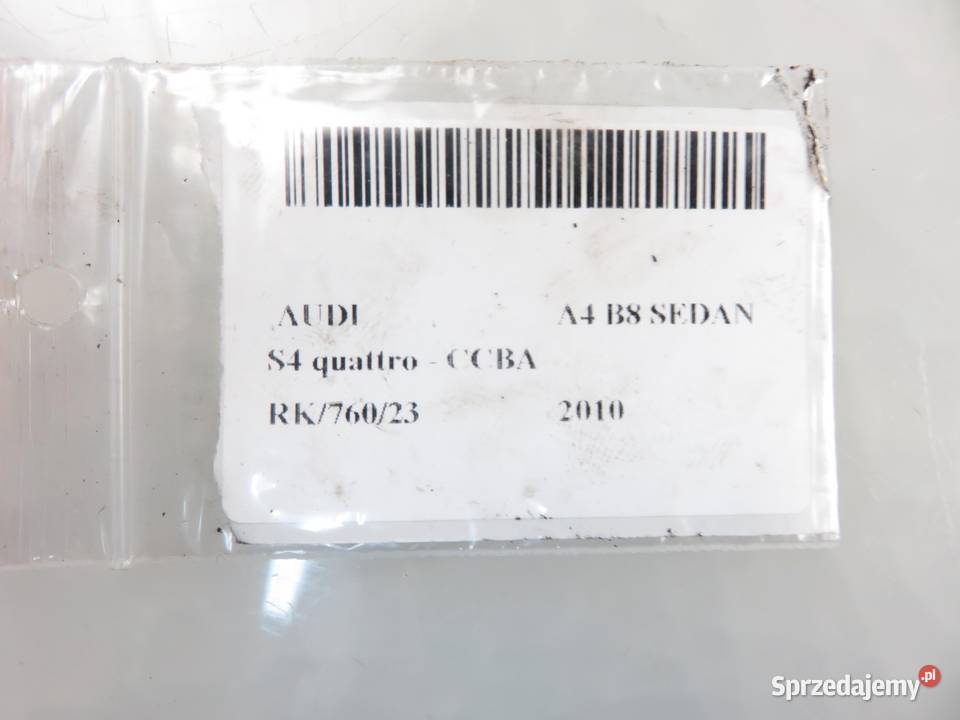 AUDI A4 B8 SEDAN
S4 quattro - CCBA
RK/760/23 2010
Sprzedajemy.pl